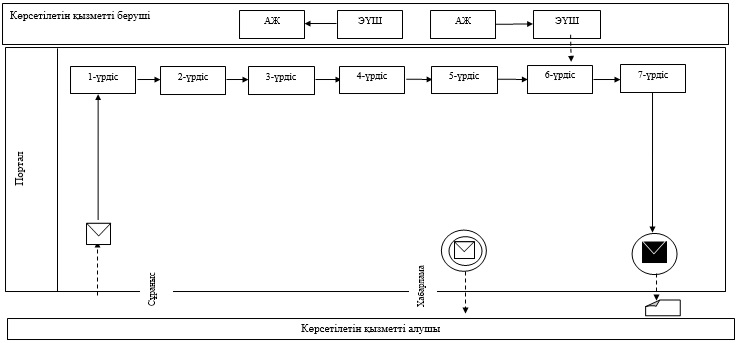 Көрсетілетін қызметті беруші
АЖ
ЭҮШ
АЖ
ЭҮШ
Портал
1-үрдіс
2-үрдіс
3-үрдіс
4-үрдіс
5-үрдіс
6-үрдіс
7-үрдіс
Сұраныс
Хабарлама
Көрсетілетін қызметті алушы